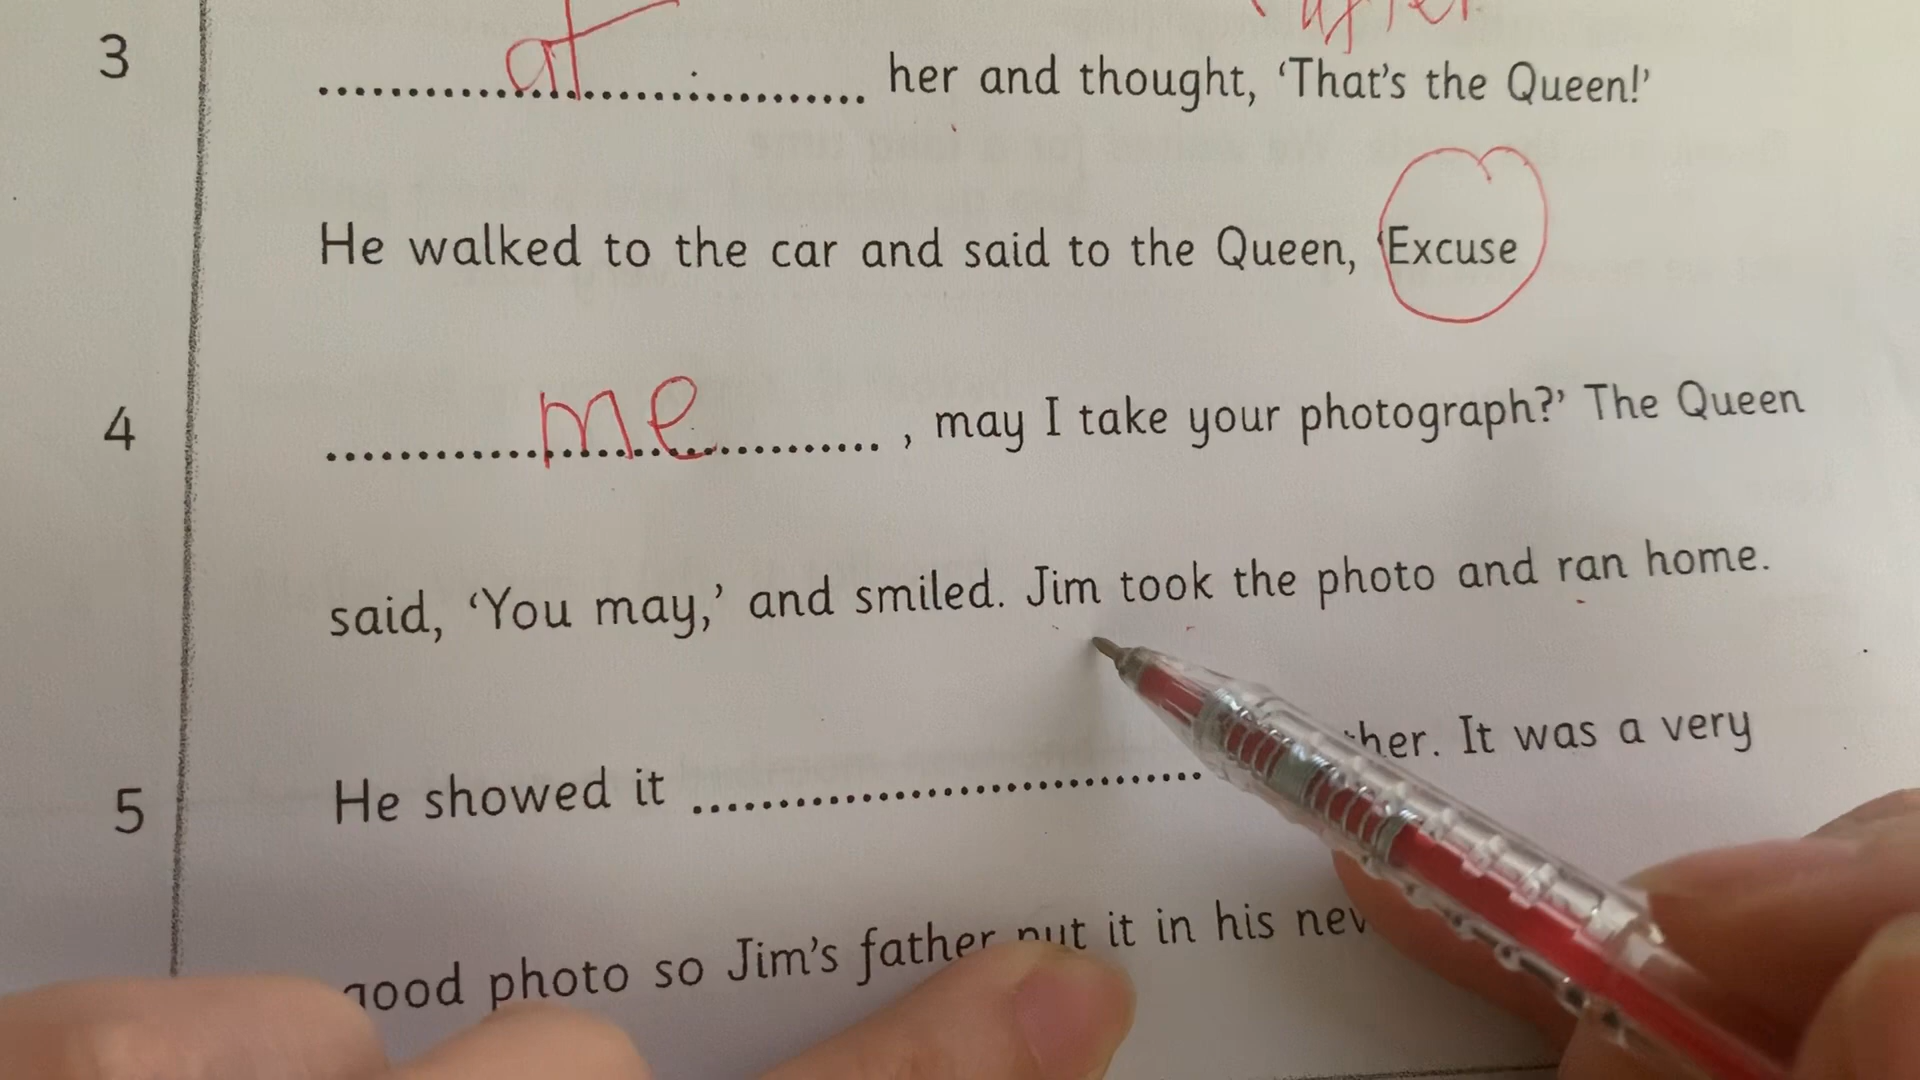 3 at her and thought, ‘That’s the Queen!’
He walked to the car and said to the Queen, ‘Excuse
4 me , may I take your photograph?’ The Queen
said, ‘You may,’ and smiled. Jim took the photo and ran home.
5 He showed it .............................. It was a very
good photo so Jim’s father put it in his